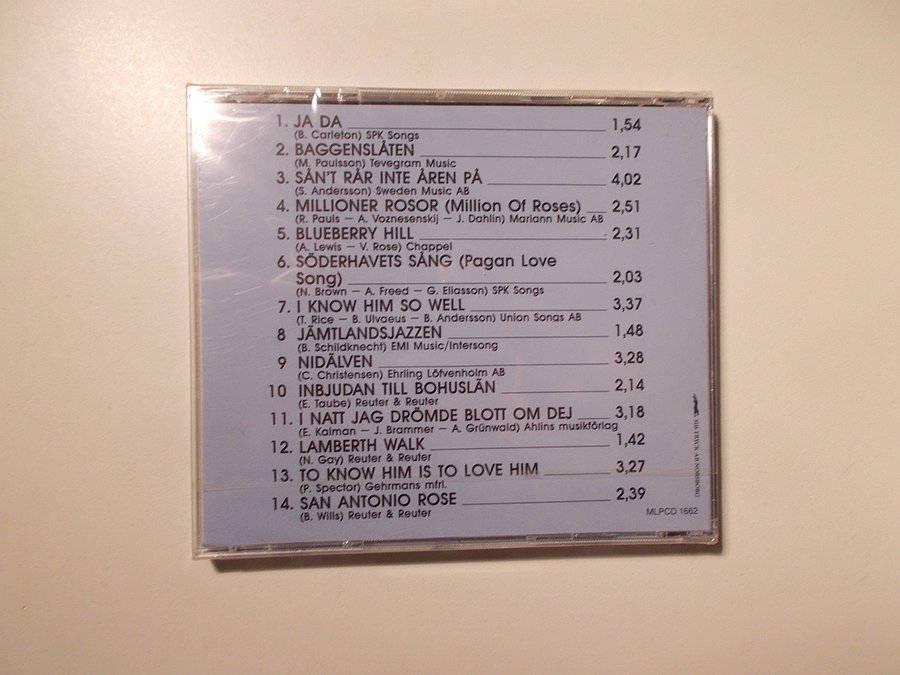 1. JA DA 1,54
(B. Carleton) SPK Songs
2. BAGGENSLÅTEN 2,17
(M. Paulsson) Tevegram Music
3. SÅN'T RÅR INTE ÅREN PÅ 4,02
(S. Andersson) Sweden Music AB
4. MILLIONER ROSOR (Million Of Roses) 2,51
(R. Pauls – A. Voznesenskij – J. Dahlin) Mariann Music AB
5. BLUEBERRY HILL 2,31
(A. Lewis – V. Rose) Chappel
6. SÖDERHAVETS SÅNG (Pagan Love
Song) 2,03
(N. Brown – A. Freed – G. Eliasson) SPK Songs
7. I KNOW HIM SO WELL 3,37
(T. Rice – B. Ulvaeus – B. Andersson) Union Songs AB
8 JÄMTLANDSJAZZEN 1,48
(B. Schildknecht) EMI Music/Intersong
9 NIDÄLVEN 3,28
(C. Christensen) Ehrling Löfvenholm AB
10 INBJUDAN TILL BOHUSLÄN 2,14
(E. Taube) Reuter & Reuter
11. I NATT JAG DRÖMDE BLOTT OM DEJ 3,18
(E. Kalman – J. Brammer – A. Grünwald) Ahlins musikförlag
12. LAMBERTH WALK 1,42
(N. Gay) Reuter & Reuter
13. TO KNOW HIM IS TO LOVE HIM 3,27
(P. Spector) Gehrmans mfrl.
14. SAN ANTONIO ROSE 2,39
(B. Wills) Reuter & Reuter
MLPCD 1662